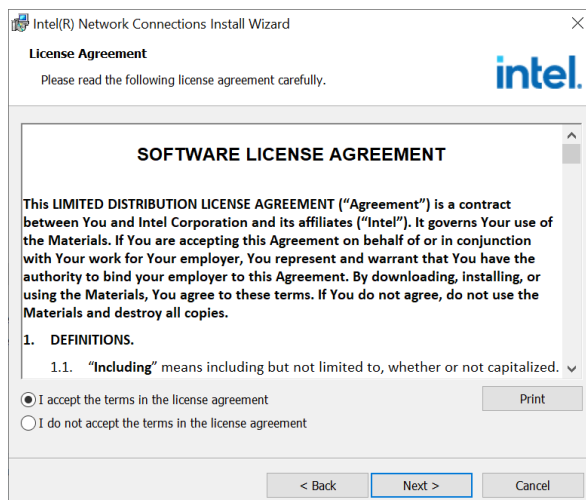 Intel(R) Network Connections Install Wizard
License Agreement
Please read the following license agreement carefully.
intel.
SOFTWARE LICENSE AGREEMENT
This LIMITED DISTRIBUTION LICENSE AGREEMENT (“Agreement”) is a contract
between You and Intel Corporation and its affiliates (“Intel”). It governs Your use of
the Materials. If You are accepting this Agreement on behalf of or in conjunction
with Your work for Your employer, You represent and warrant that You have the
authority to bind your employer to this Agreement. By downloading, installing, or
using the Materials, You agree to these terms. If You do not agree, do not use the
Materials and destroy all copies.
1. DEFINITIONS.
1.1. “Including” means including but not limited to, whether or not capitalized.
I accept the terms in the license agreement
Print
I do not accept the terms in the license agreement
< Back
Next >
Cancel